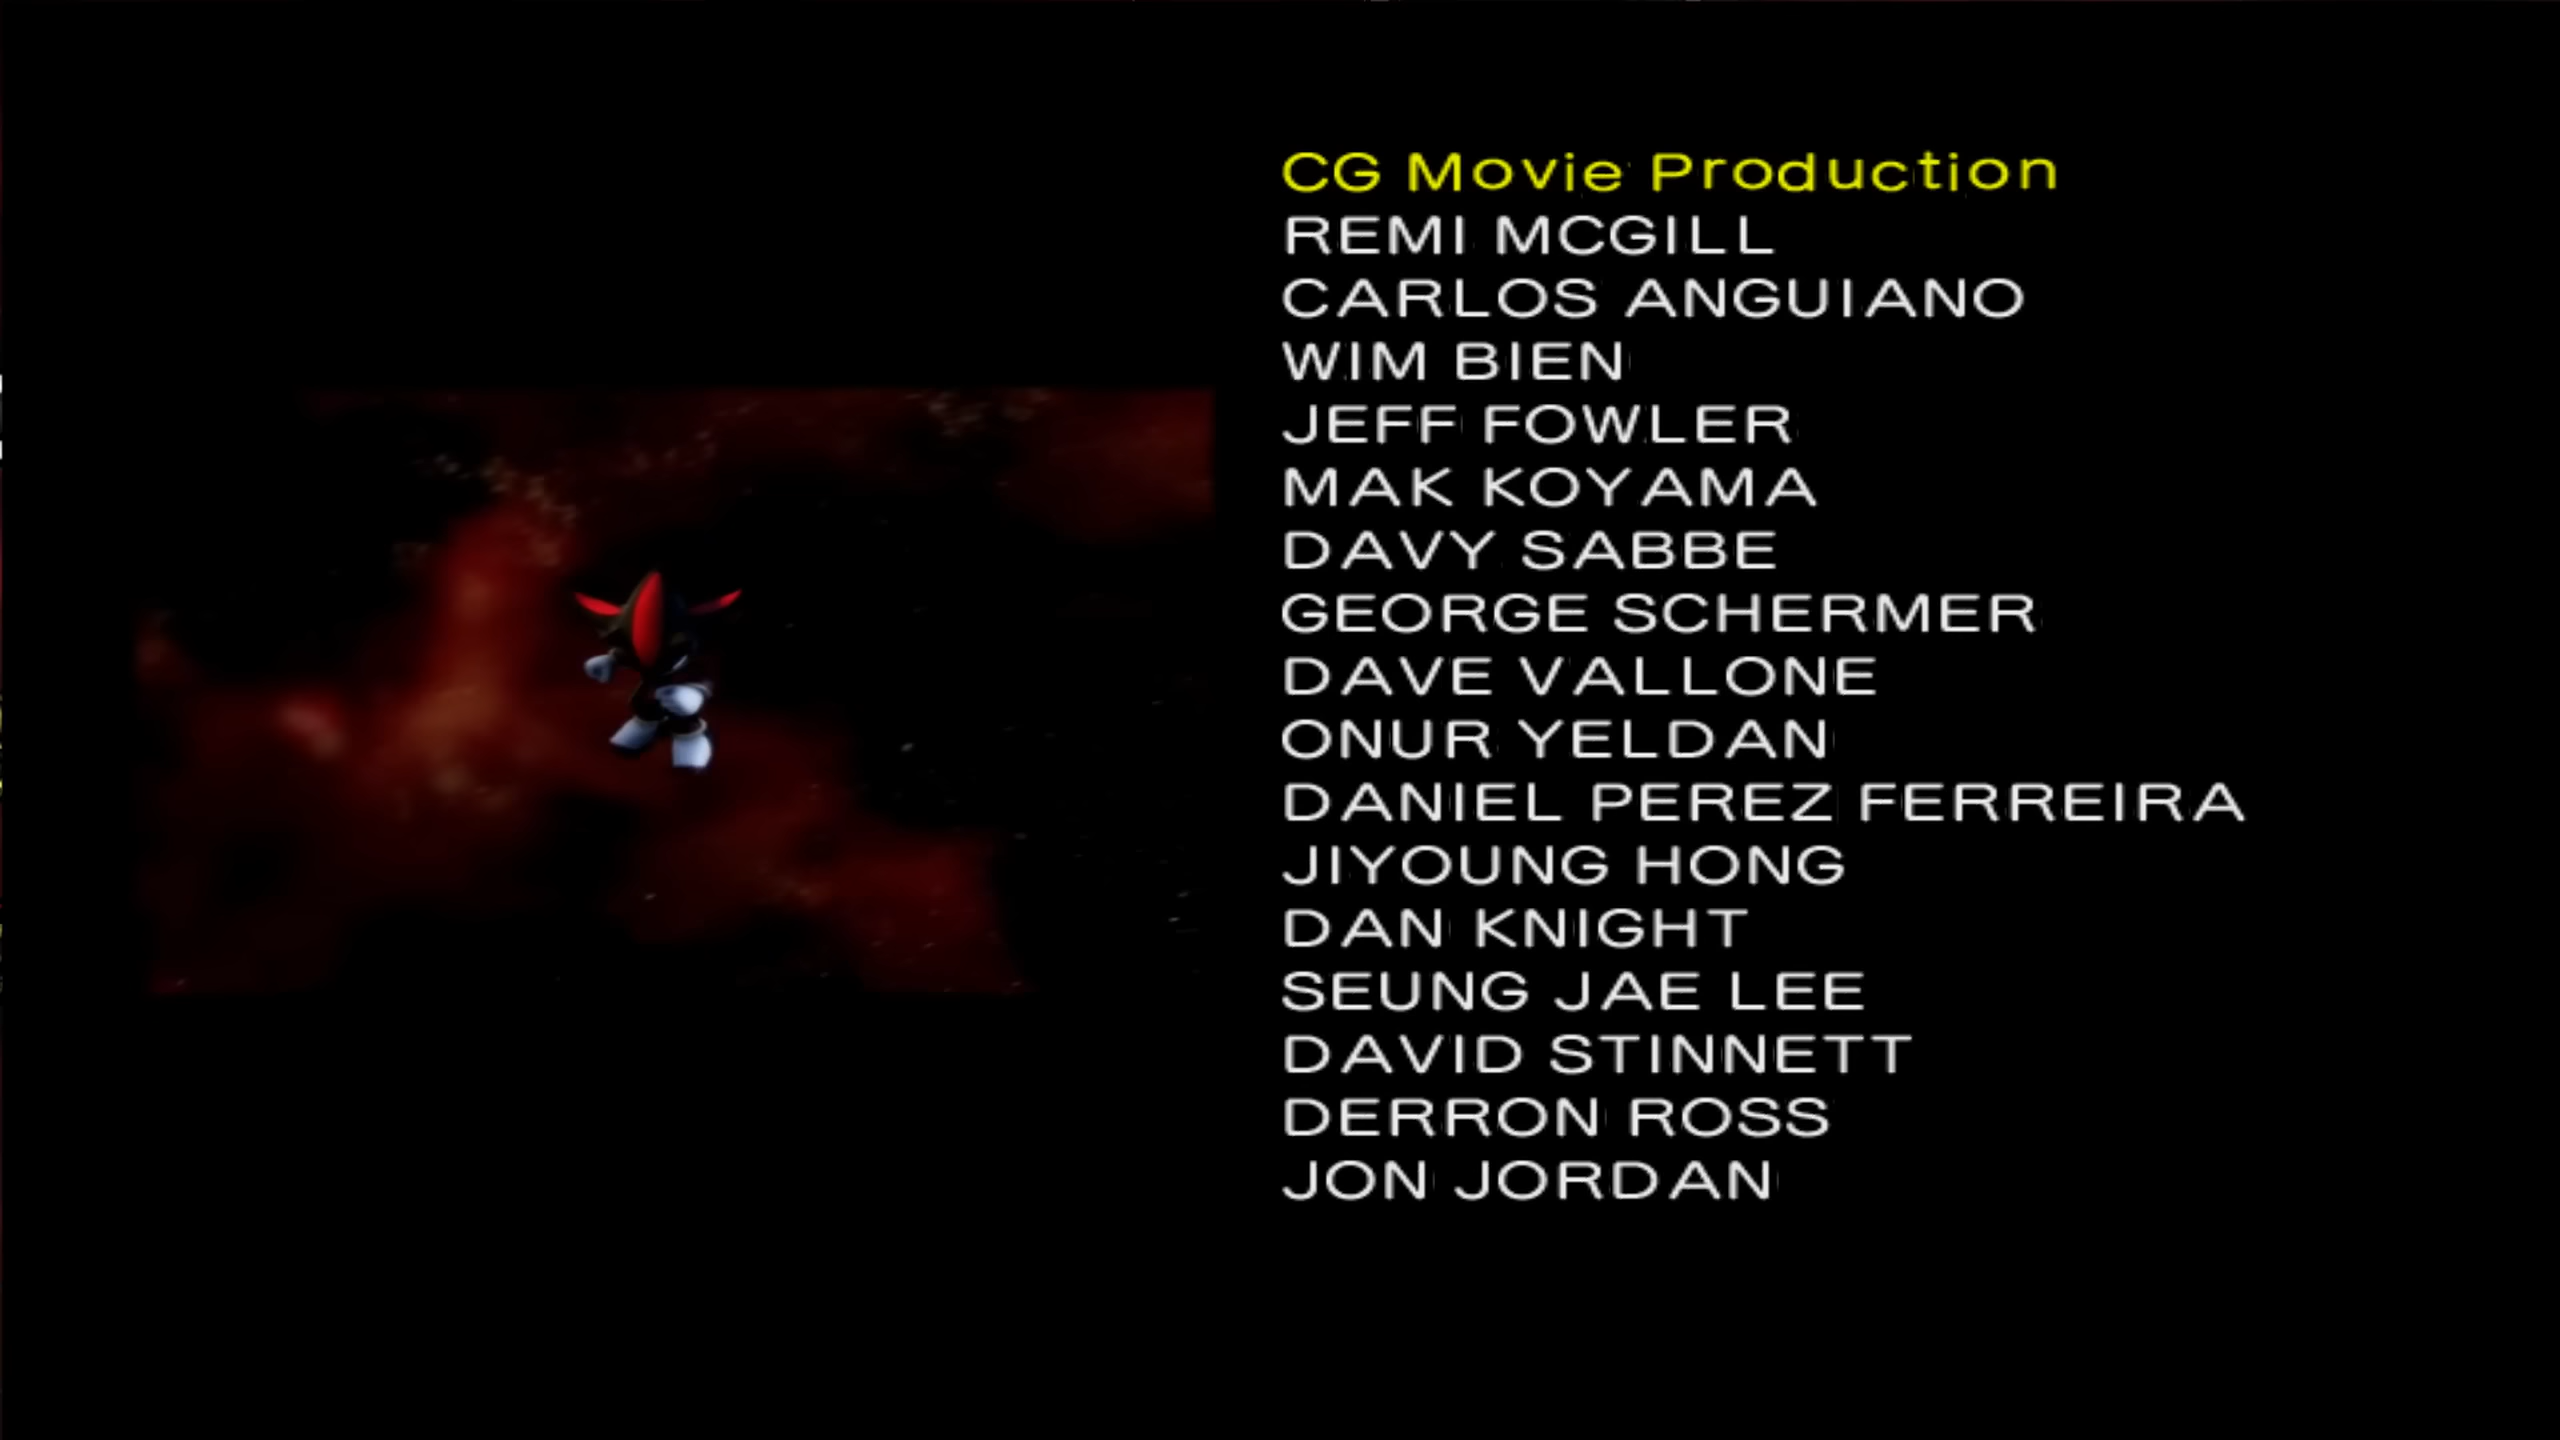 CG Movie Production
REMI MCGILL
CARLOS ANGUIANO
WIM BIEN
JEFF FOWLER
MAK KOYAMA
DAVY SABBE
GEORGE SCHERMER
DAVE VALLONE
ONUR YELDAN
DANIEL PEREZ FERREIRA
JIYOUNG HONG
DAN KNIGHT
SEUNG JAE LEE
DAVID STINNETT
DERRON ROSS
JON JORDAN